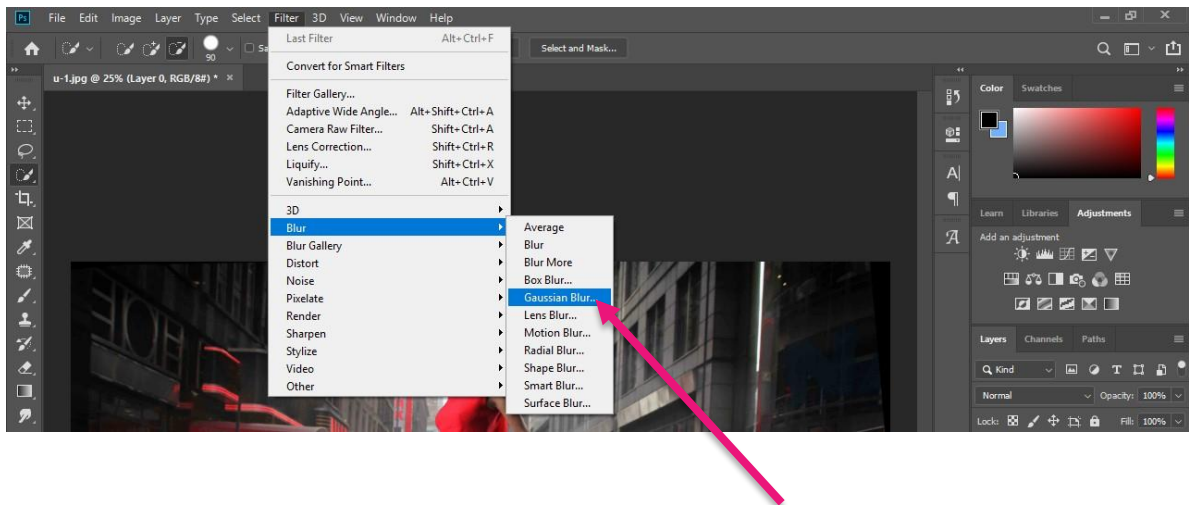 Ps File Edit Image Layer Type Select Filter 3D View Window Help
90 Sa Select and Mask...
u-1.jpg @ 25% (Layer 0, RGB/8#) * ×
Last Filter Alt+Ctrl+F
Convert for Smart Filters
Filter Gallery...
Adaptive Wide Angle... Alt+Shift+Ctrl+A
Camera Raw Filter... Shift+Ctrl+A
Lens Correction... Shift+Ctrl+R
Liquify... Shift+Ctrl+X
Vanishing Point... Alt+Ctrl+V
3D
Blur
Blur Gallery
Distort
Noise
Pixelate
Render
Sharpen
Stylize
Video
Other
Average
Blur
Blur More
Box Blur...
Gaussian Blur...
Lens Blur...
Motion Blur...
Radial Blur...
Shape Blur...
Smart Blur...
Surface Blur...
Color Swatches
Learn Libraries Adjustments
Add an adjustment
Layers Channels Paths
Kind
Normal Opacity: 100%
Lock: Fill: 100%